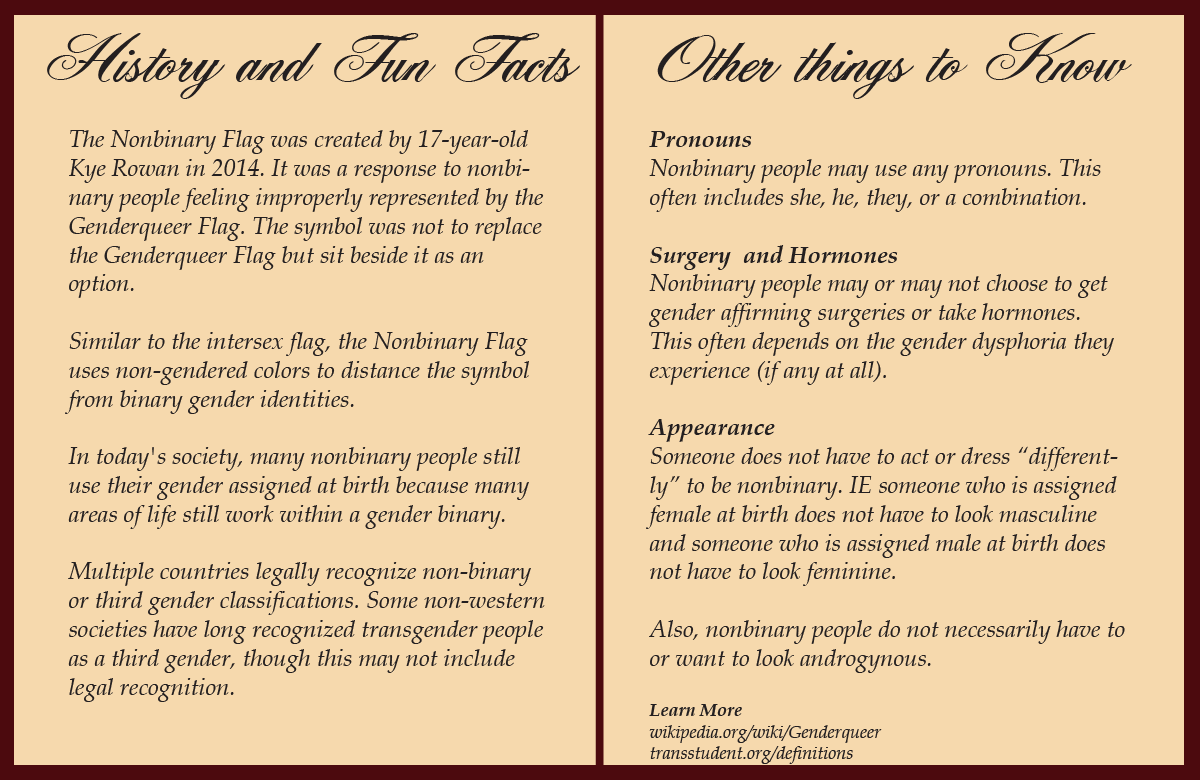 History and Fun Facts
The Nonbinary Flag was created by 17-year-old
Kye Rowan in 2014. It was a response to nonbi-
nary people feeling improperly represented by the
Genderqueer Flag. The symbol was not to replace
the Genderqueer Flag but sit beside it as an
option.
Similar to the intersex flag, the Nonbinary Flag
uses non-gendered colors to distance the symbol
from binary gender identities.
In today's society, many nonbinary people still
use their gender assigned at birth because many
areas of life still work within a gender binary.
Multiple countries legally recognize non-binary
or third gender classifications. Some non-western
societies have long recognized transgender people
as a third gender, though this may not include
legal recognition.
Other things to Know
Pronouns
Nonbinary people may use any pronouns. This
often includes she, he, they, or a combination.
Surgery  and Hormones
Nonbinary people may or may not choose to get
gender affirming surgeries or take hormones.
This often depends on the gender dysphoria they
experience (if any at all).
Appearance
Someone does not have to act or dress “different-
ly” to be nonbinary. IE someone who is assigned
female at birth does not have to look masculine
and someone who is assigned male at birth does
not have to look feminine.
Also, nonbinary people do not necessarily have to
or want to look androgynous.
Learn More
wikipedia.org/wiki/Genderqueer
transstudent.org/definitions